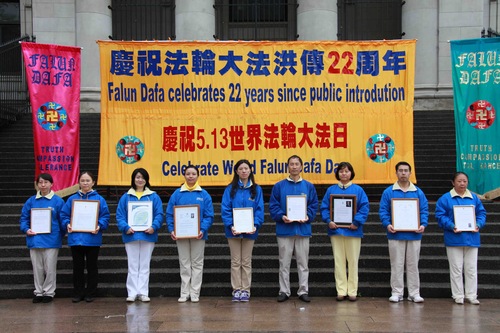 慶祝法輪大法洪傳22周年
Falun Dafa celebrates 22 years since public introdution
慶祝5.13世界法輪大法日
Celebrate World Falun Dafa Day
FALUN
DAFA
TRUTH
COMPASSION
TOLERANCE
FALUN
DAFA
TRUTH
COMPASSION
TOLERANCE